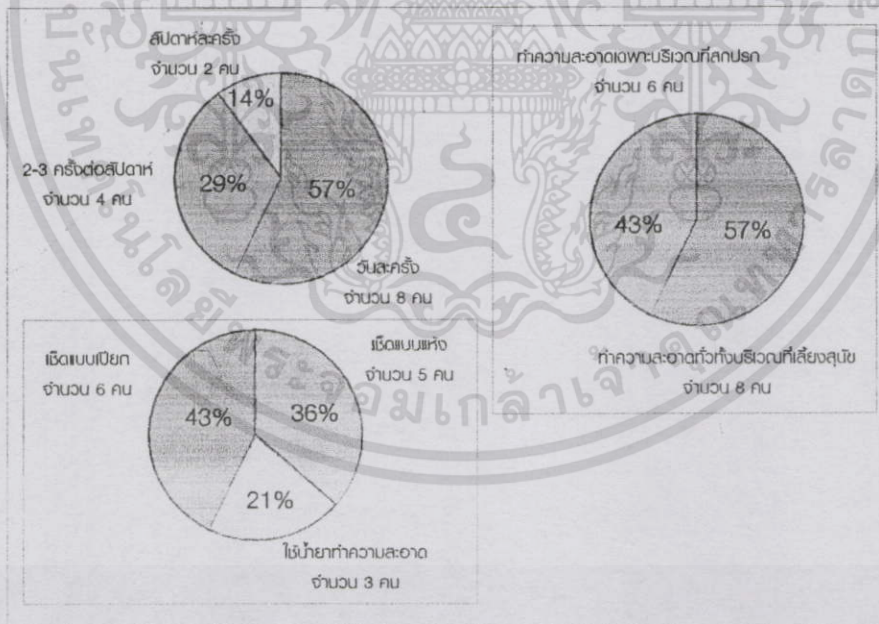 สัปดาห์ละครั้ง
จำนวน 2 คน
14%
2-3 ครั้งต่อสัปดาห์
จำนวน 4 คน
29%
57%
วันละครั้ง
จำนวน 8 คน
ทำความสะอาดเฉพาะบริเวณที่สกปรก
จำนวน 6 คน
43%
57%
ทำความสะอาดทั่วทั้งบริเวณที่เลี้ยงสุนัข
จำนวน 8 คน
เช็ดแบบเปียก
จำนวน 6 คน
เช็ดแบบแห้ง
จำนวน 5 คน
43%
36%
21%
ใช้น้ำยาทำความสะอาด
จำนวน 3 คน